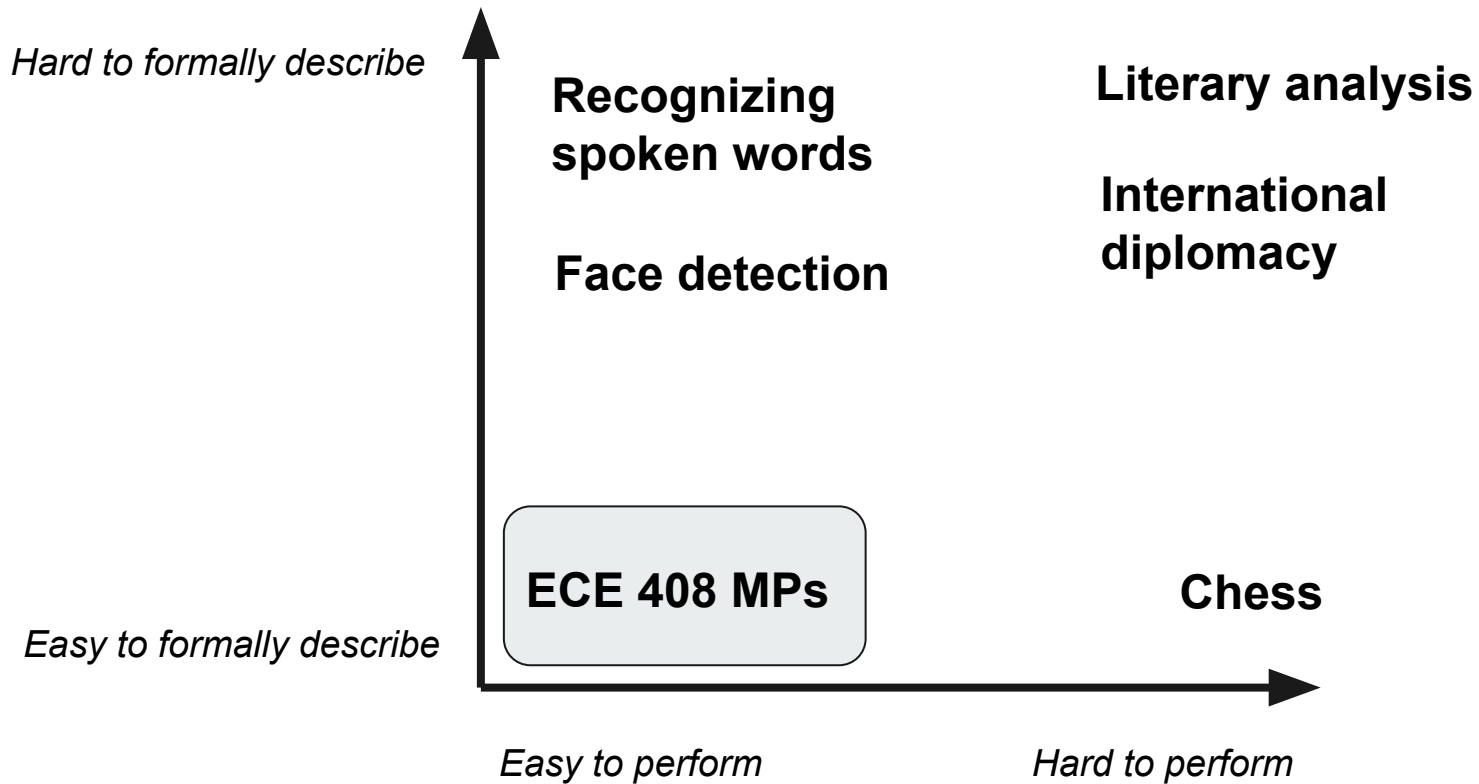 Hard to formally describe
Recognizing
spoken words
Literary analysis
International
diplomacy
Face detection
ECE 408 MPs
Chess
Easy to formally describe
Easy to perform
Hard to perform